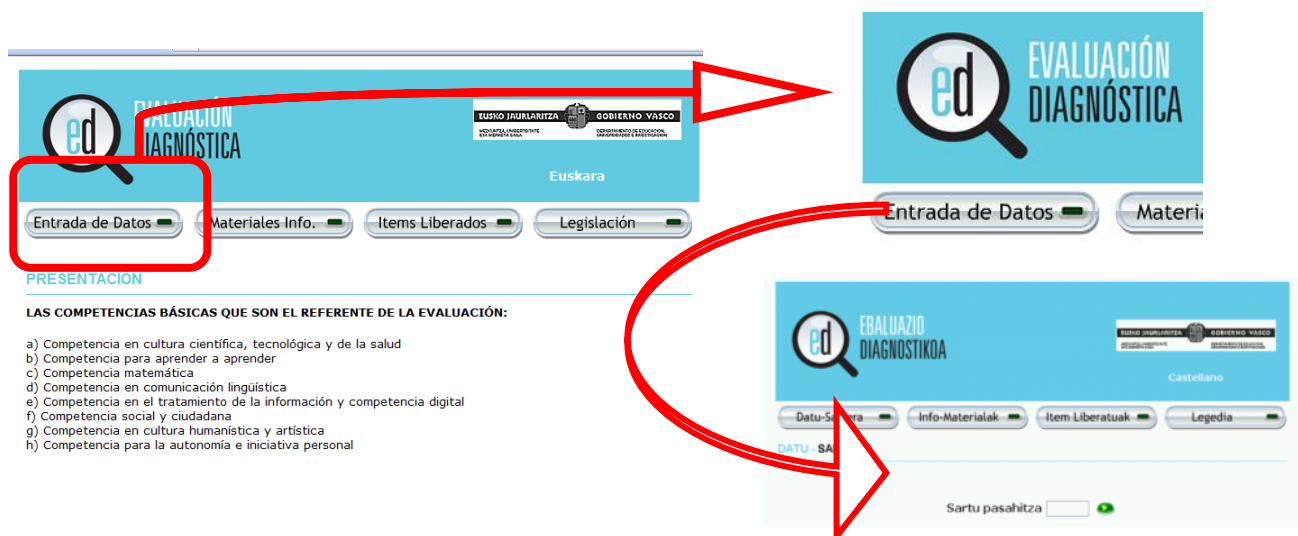 ed
EVALUACIÓN
DIAGNÓSTICA
EUSKO JAURLARITZA
GOBIERNO VASCO
HEZKUNTZA, UNIBERTSITATE
ETA IKERKETA SAILA
DEPARTAMENTO DE EDUCACIÓN,
UNIVERSIDADES E INVESTIGACIÓN
Euskara
Entrada de Datos
Materiales Info.
Items Liberados
Legislación
PRESENTACIÓN
LAS COMPETENCIAS BÁSICAS QUE SON EL REFERENTE DE LA EVALUACIÓN:
a) Competencia en cultura científica, tecnológica y de la salud
b) Competencia para aprender a aprender
c) Competencia matemática
d) Competencia en comunicación lingüística
e) Competencia en el tratamiento de la información y competencia digital
f) Competencia social y ciudadana
g) Competencia en cultura humanística y artística
h) Competencia para la autonomía e iniciativa personal
ed
EVALUACIÓN
DIAGNÓSTICA
Entrada de Datos
Materia
ed
EBALUAZIO
DIAGNOSTIKOA
EUSKO JAURLARITZA
GOBIERNO VASCO
Castellano
Info-Materialak
Item Liberatuak
Legedia
DATU -
Sartu pasahitza